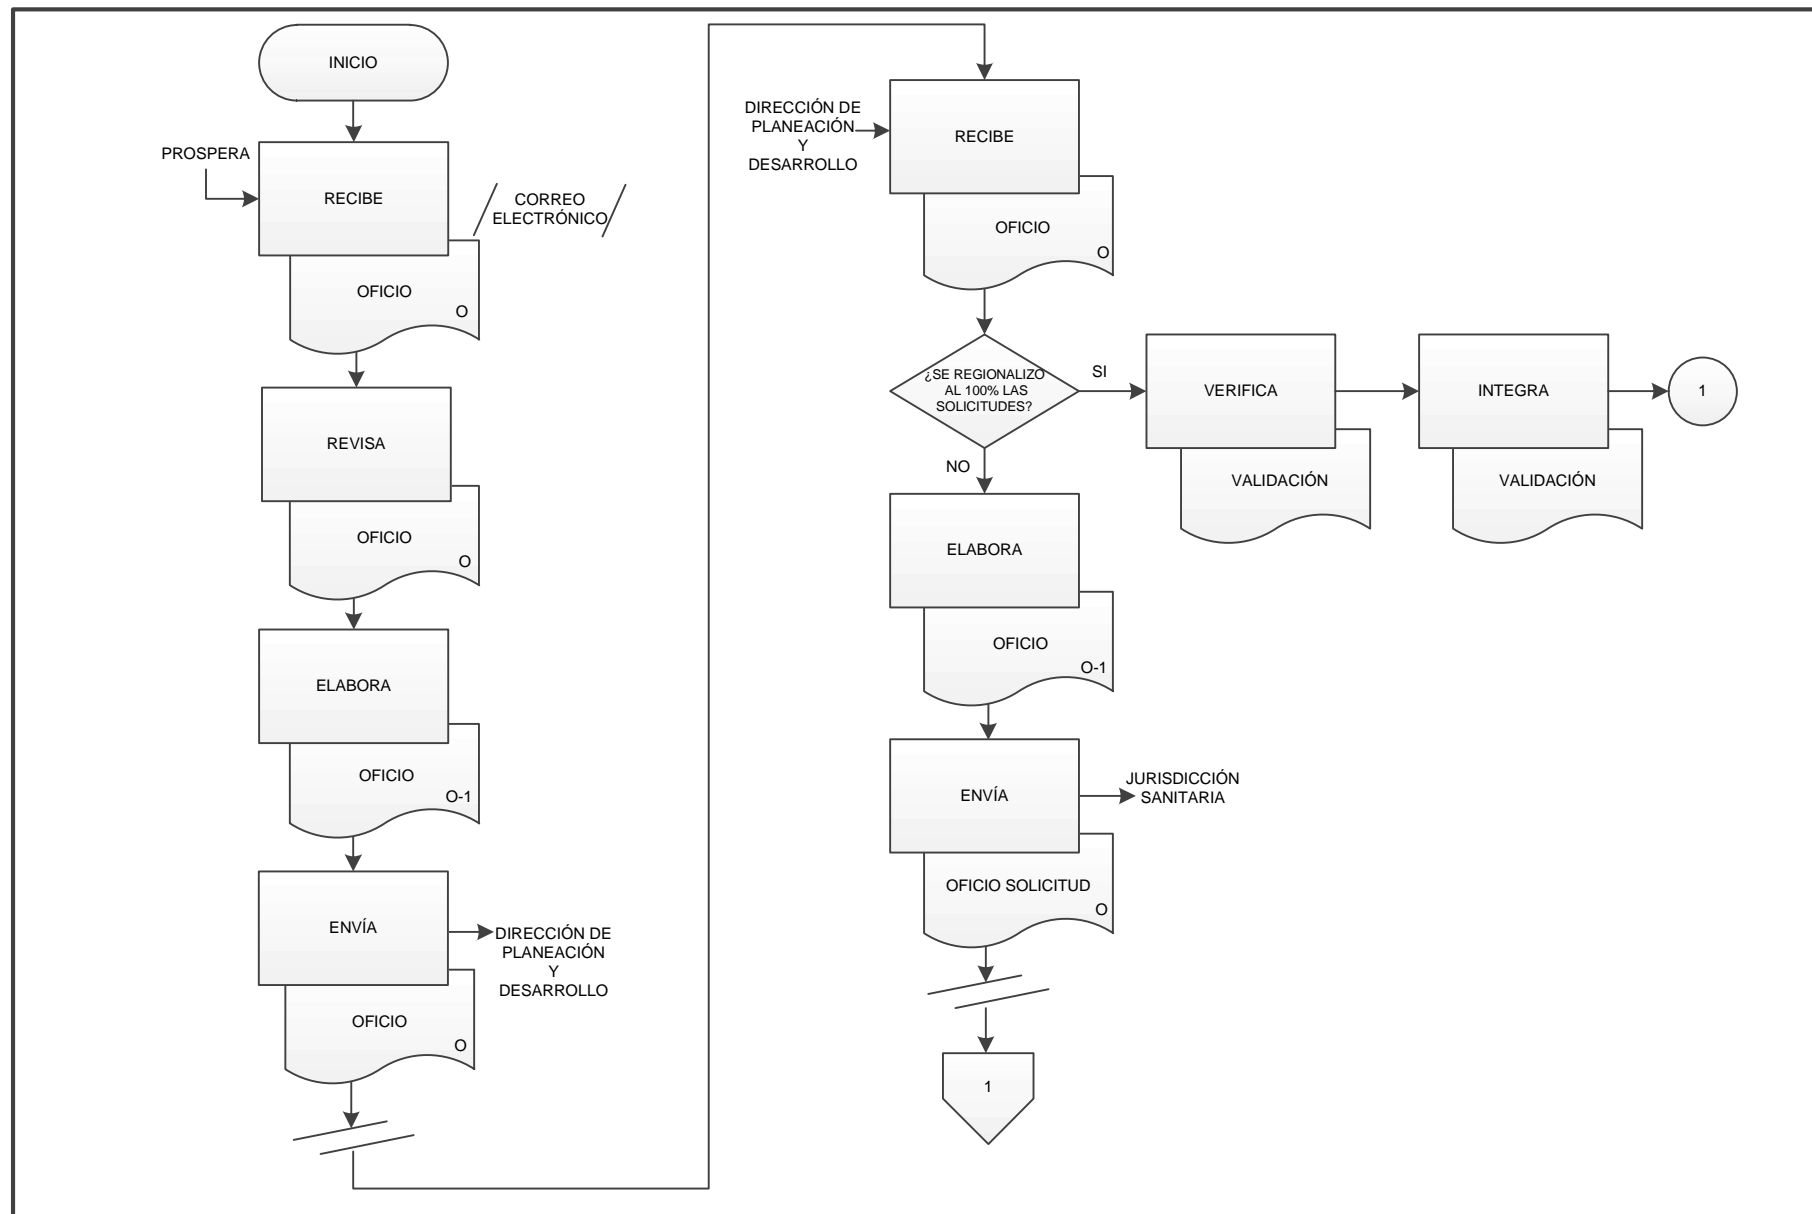 INICIO
PROSPERA
RECIBE
CORREO
ELECTRÓNICO
OFICIO
O
REVISA
OFICIO
O
ELABORA
OFICIO
O-1
ENVÍA
DIRECCIÓN DE
PLANEACIÓN
Y
DESARROLLO
OFICIO
O
DIRECCIÓN DE
PLANEACIÓN
Y
DESARROLLO
RECIBE
OFICIO
O
¿SE REGIONALIZO
AL 100% LAS
SOLICITUDES?
SI
VERIFICA
VALIDACIÓN
INTEGRA
VALIDACIÓN
1
NO
ELABORA
OFICIO
O-1
ENVÍA
JURISDICCIÓN
SANITARIA
OFICIO SOLICITUD
O
1